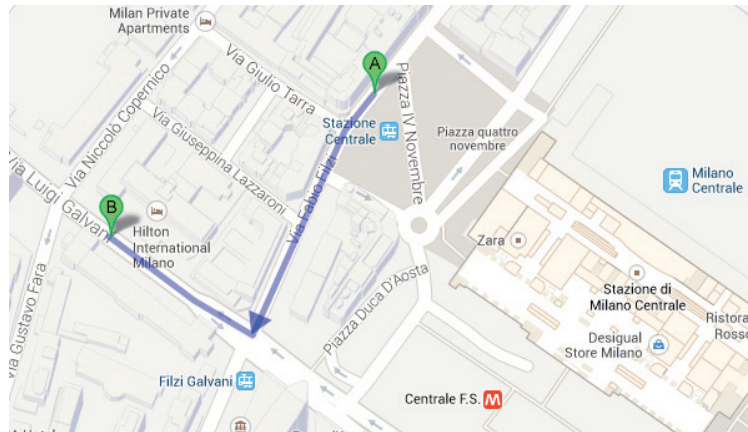 Milan Private
Apartments
A
Via Giulio Tarra
Piazza IV Novembre
Via Niccolò Copernico
Via Giuseppina Lazzaroni
Stazione
Centrale
Piazza quattro
novembre
Milano
Centrale
Via Luigi Galvani
Via Fabio Filzi
B
Hilton
International
Milano
Zara
Stazione di
Milano Centrale
Via Gustavo Fara
Piazza Duca D'Aosta
Ristora
Rosso
Desigual
Store Milano
Filzi Galvani
Centrale F.S. M